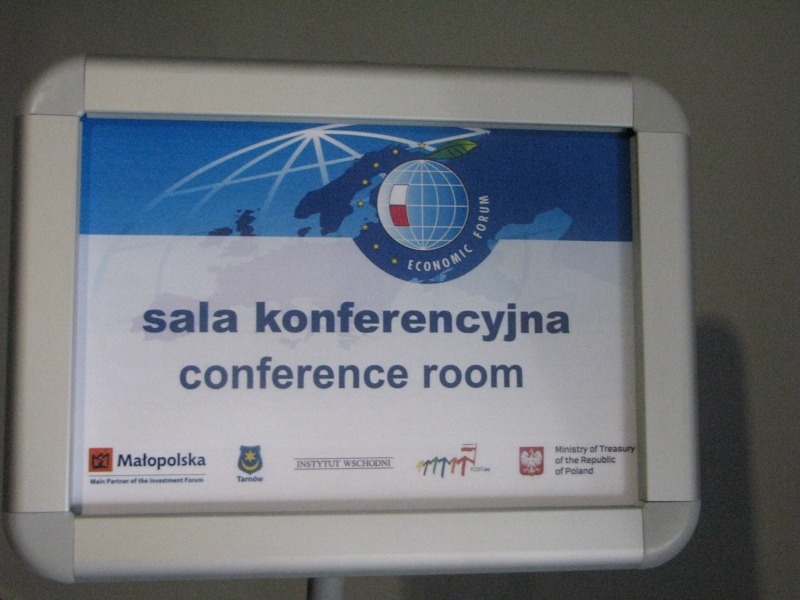 ECONOMIC FORUM
sala konferencyjna
conference room
Małopolska
Main Partner of the Investment Forum
Tarnów
INSTYTUT WSCHODNI
Ministry of Treasury
of the Republic
of Poland